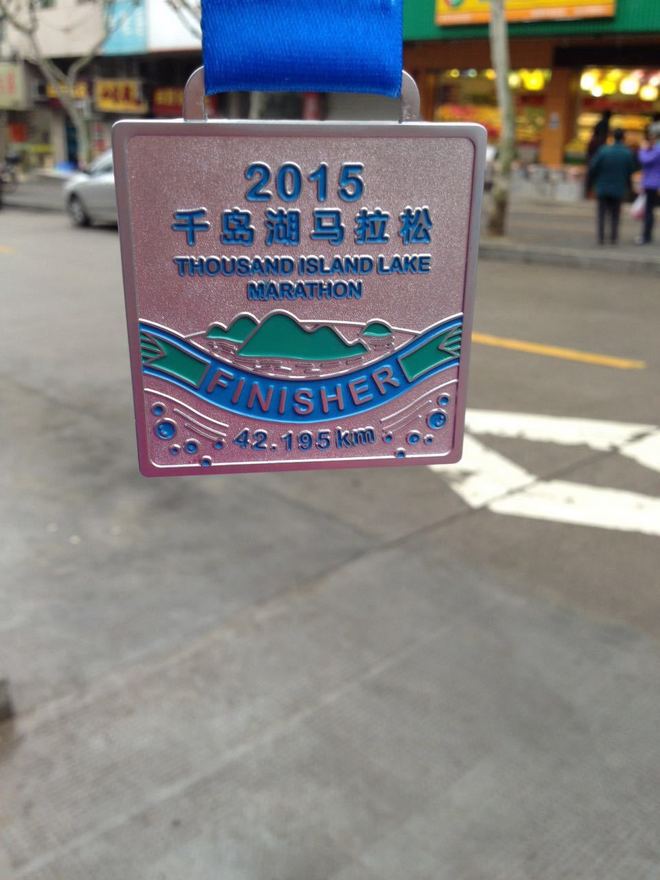 2015
千岛湖马拉松
THOUSAND ISLAND LAKE
MARATHON
FINISHER
42.195km